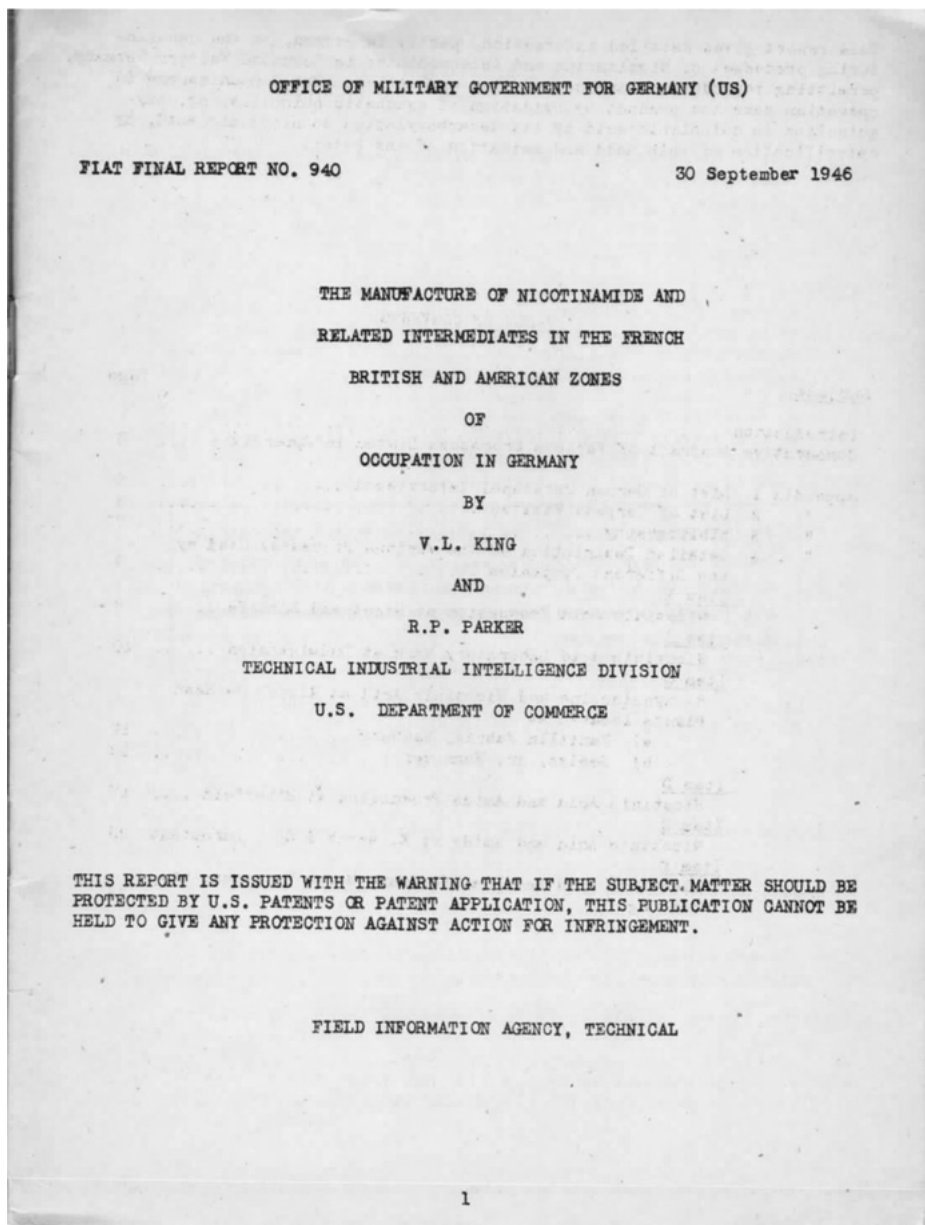 OFFICE OF MILITARY GOVERNMENT FOR GERMANY (US)
FIAT FINAL REPORT NO. 940 30 September 1946
THE MANUFACTURE OF NICOTINAMIDE AND
RELATED INTERMEDIATES IN THE FRENCH
BRITISH AND AMERICAN ZONES
OF
OCCUPATION IN GERMANY
BY
V.L. KING
AND
R.P. PARKER
TECHNICAL INDUSTRIAL INTELLIGENCE DIVISION
U.S. DEPARTMENT OF COMMERCE
THIS REPORT IS ISSUED WITH THE WARNING THAT IF THE SUBJECT MATTER SHOULD BE
PROTECTED BY U.S. PATENTS OR PATENT APPLICATION, THIS PUBLICATION CANNOT BE
HELD TO GIVE ANY PROTECTION AGAINST ACTION FOR INFRINGEMENT.
FIELD INFORMATION AGENCY, TECHNICAL
1